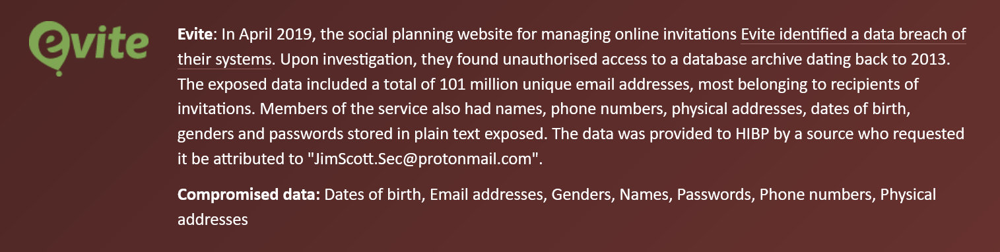 evite
Evite: In April 2019, the social planning website for managing online invitations Evite identified a data breach of
their systems. Upon investigation, they found unauthorised access to a database archive dating back to 2013.
The exposed data included a total of 101 million unique email addresses, most belonging to recipients of
invitations. Members of the service also had names, phone numbers, physical addresses, dates of birth,
genders and passwords stored in plain text exposed. The data was provided to HIBP by a source who requested
it be attributed to "JimScott.Sec@protonmail.com".
Compromised data: Dates of birth, Email addresses, Genders, Names, Passwords, Phone numbers, Physical
addresses